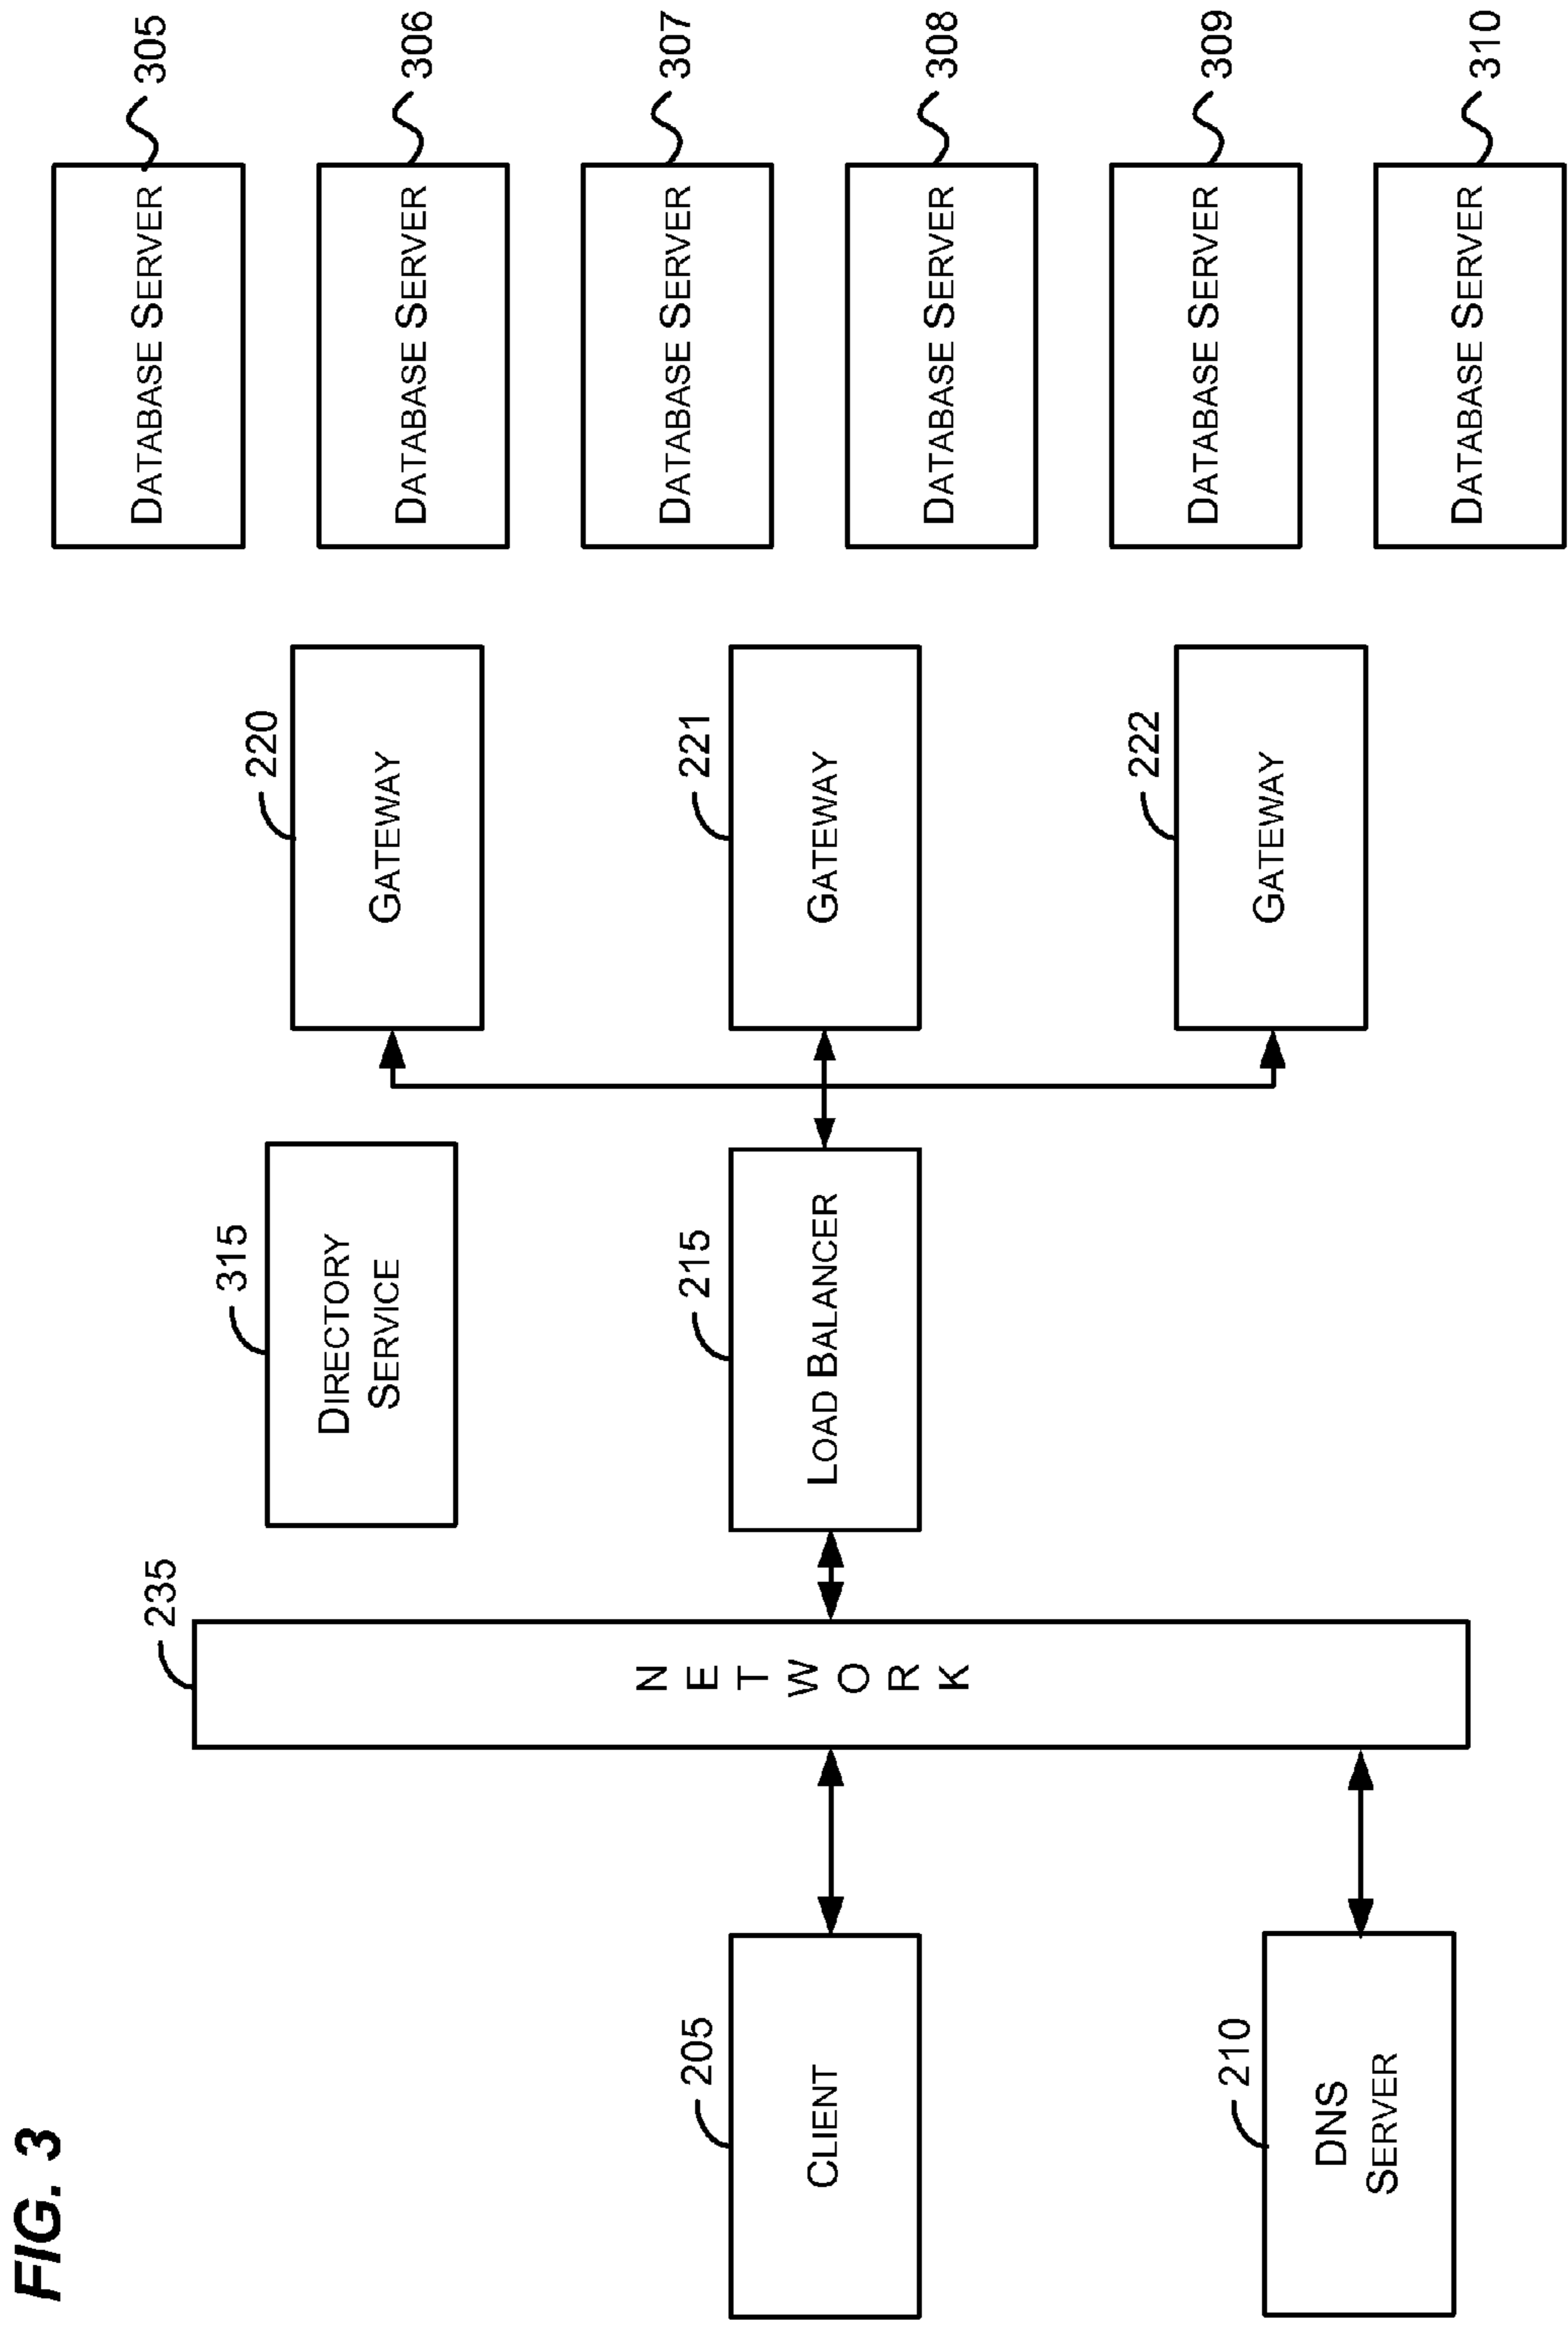 FIG. 3
205
CLIENT
210
DNS
SERVER
235
N
E
T
W
O
R
K
315
DIRECTORY
SERVICE
215
LOAD BALANCER
220
GATEWAY
221
GATEWAY
222
GATEWAY
DATABASE SERVER
305
DATABASE SERVER
306
DATABASE SERVER
307
DATABASE SERVER
308
DATABASE SERVER
309
DATABASE SERVER
310